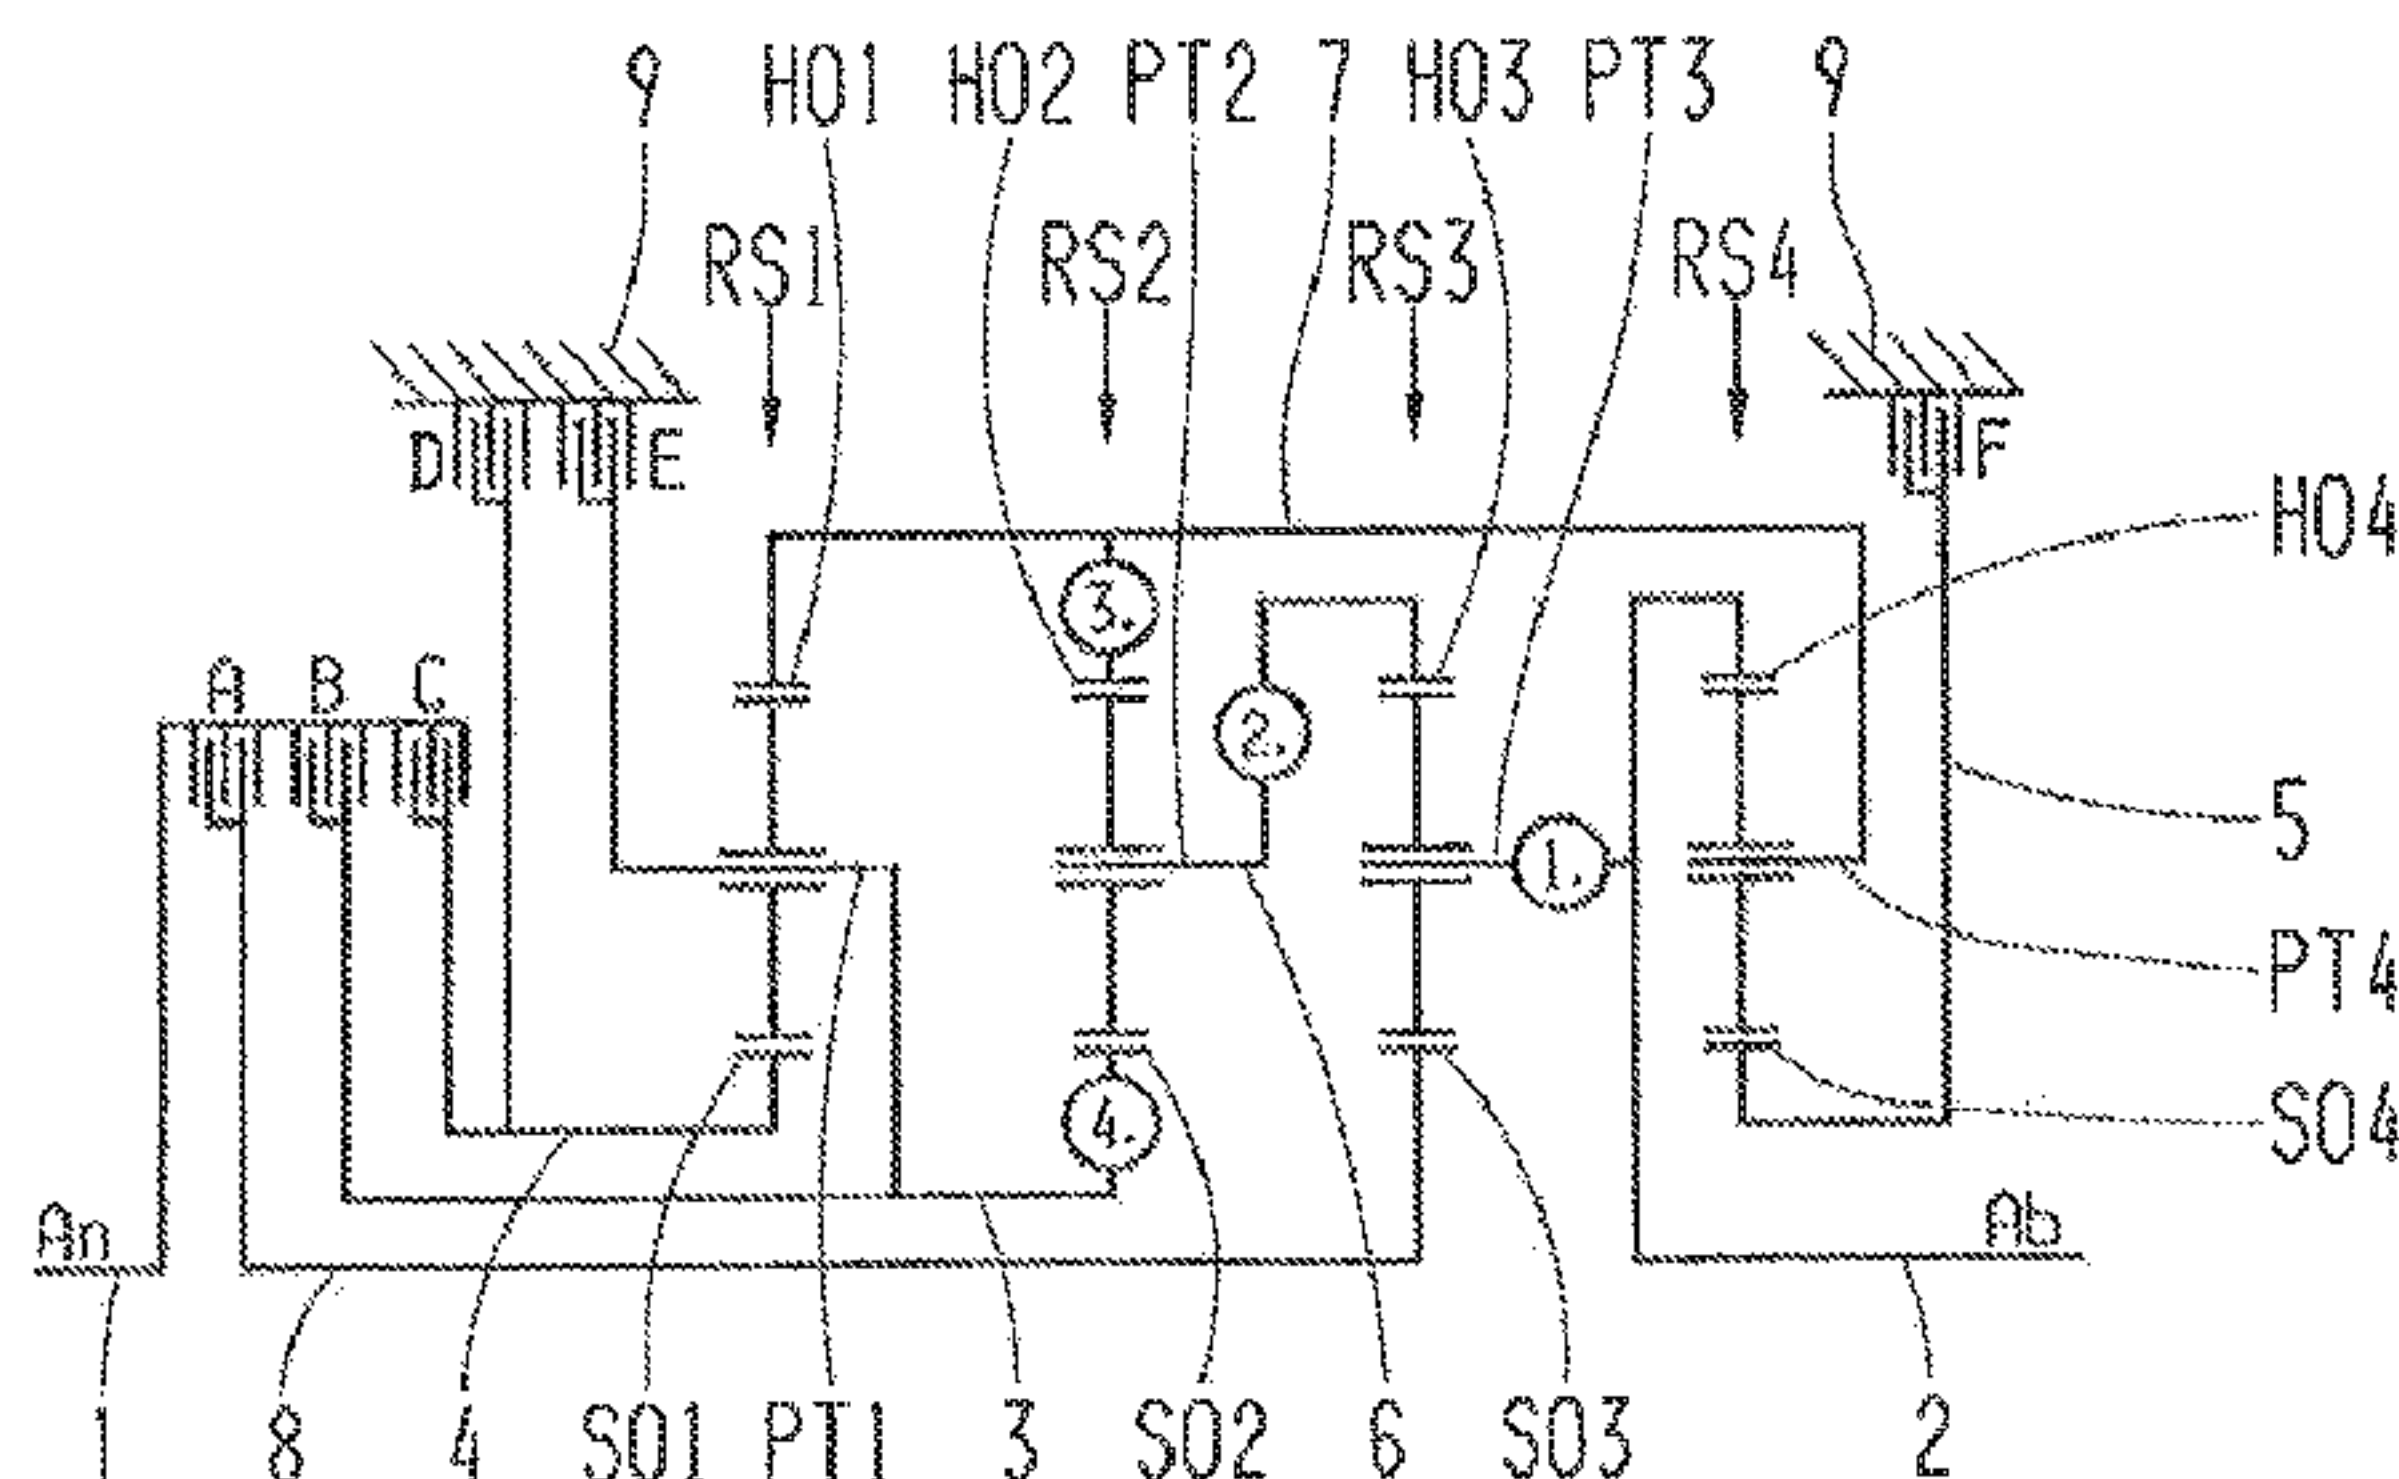 9 HO1 HO2 PT2 7 HO3 PT3 9
RS1 RS2 RS3 RS4
D E F
HO4
3.
A B C
2.
5
1.
PT4
4.
SO4
An Ab
1 8 4 SO1 PT1 3 SO2 6 SO3 2